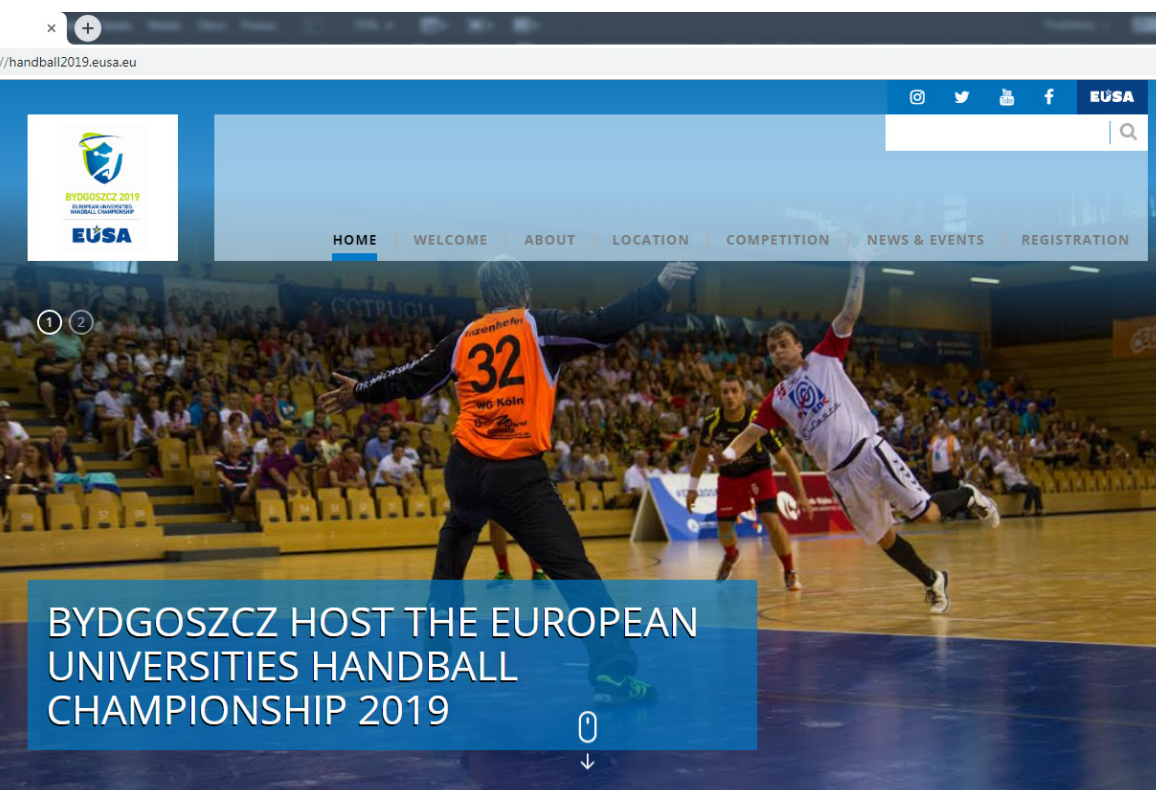 //handball2019.eusa.eu
EUSA
BYDGOSZCZ 2019
EUROPEAN UNIVERSITIES
HANDBALL CHAMPIONSHIP
EUSA
HOME WELCOME ABOUT LOCATION COMPETITION NEWS & EVENTS REGISTRATION
1 2
32
WG Köln
BYDGOSZCZ HOST THE EUROPEAN
UNIVERSITIES HANDBALL
CHAMPIONSHIP 2019